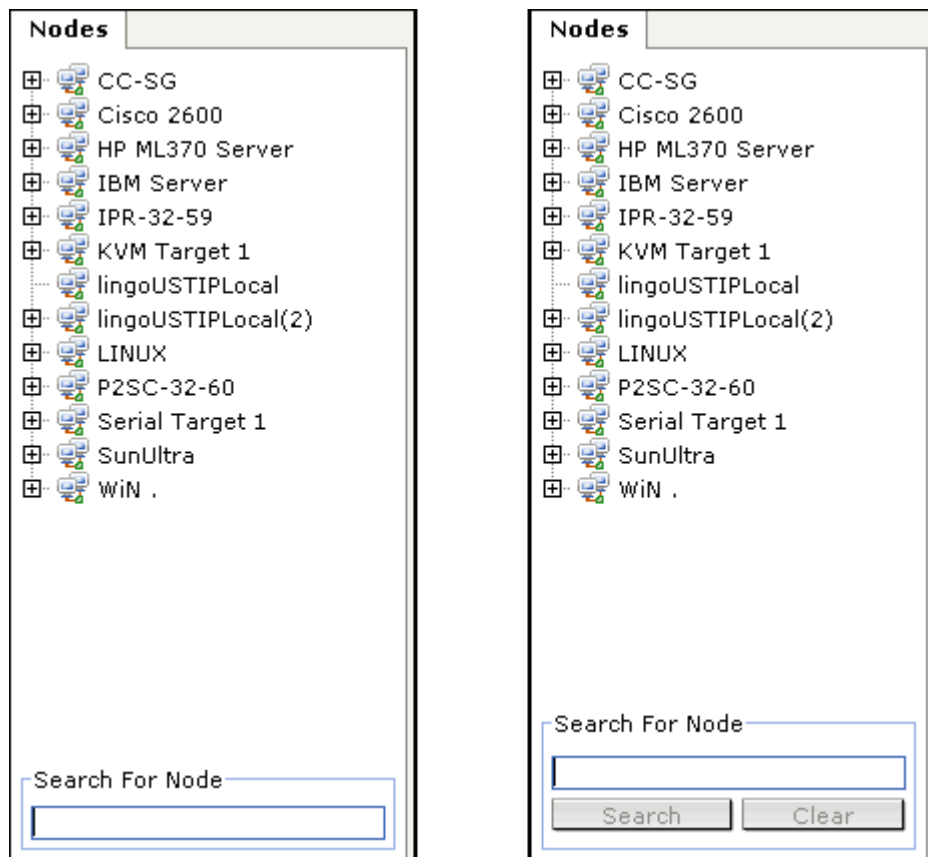 Nodes
CC-SG
Cisco 2600
HP ML370 Server
IBM Server
IPR-32-59
KVM Target 1
lingoUSTIPLocal
lingoUSTIPLocal(2)
LINUX
P2SC-32-60
Serial Target 1
SunUltra
WiN .
Search For Node
Nodes
CC-SG
Cisco 2600
HP ML370 Server
IBM Server
IPR-32-59
KVM Target 1
lingoUSTIPLocal
lingoUSTIPLocal(2)
LINUX
P2SC-32-60
Serial Target 1
SunUltra
WiN .
Search For Node
Search Clear